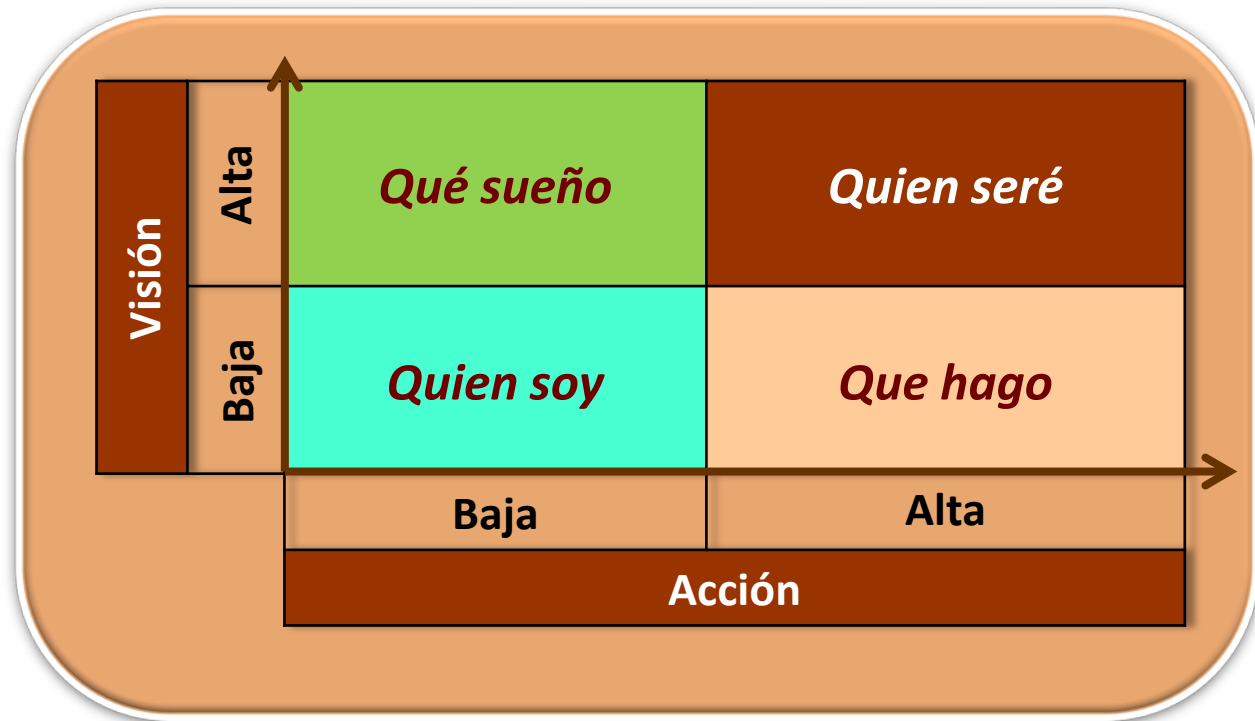 Visión
Alta
Qué sueño
Quien seré
Baja
Quien soy
Que hago
Baja
Alta
Acción